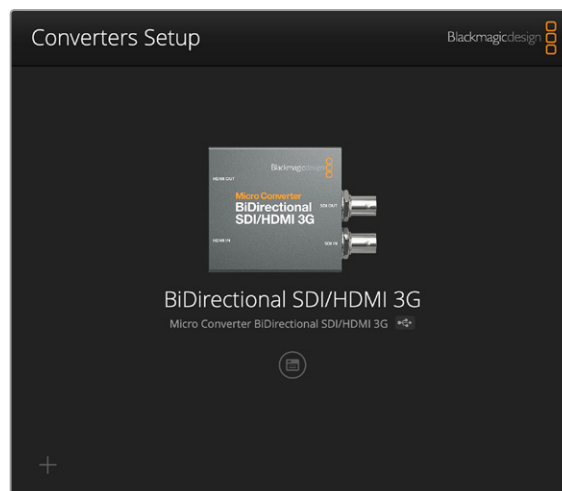 Converters Setup
Blackmagicdesign
Blackmagicdesign
HDMI OUT
Micro Converter
BiDirectional
SDI/HDMI 3G
SDI OUT
HDMI IN
SDI IN
BiDirectional SDI/HDMI 3G
Micro Converter BiDirectional SDI/HDMI 3G